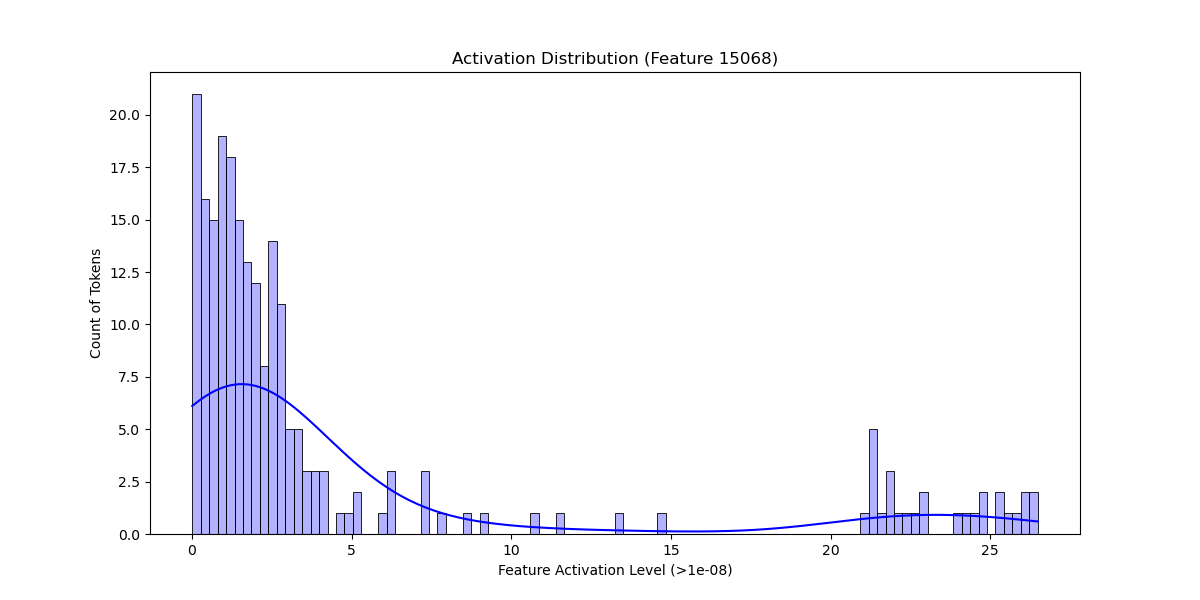 Activation Distribution (Feature 15068)
Count of Tokens
20.0
17.5
15.0
12.5
10.0
7.5
5.0
2.5
0.0
0 5 10 15 20 25
Feature Activation Level (>1e-08)